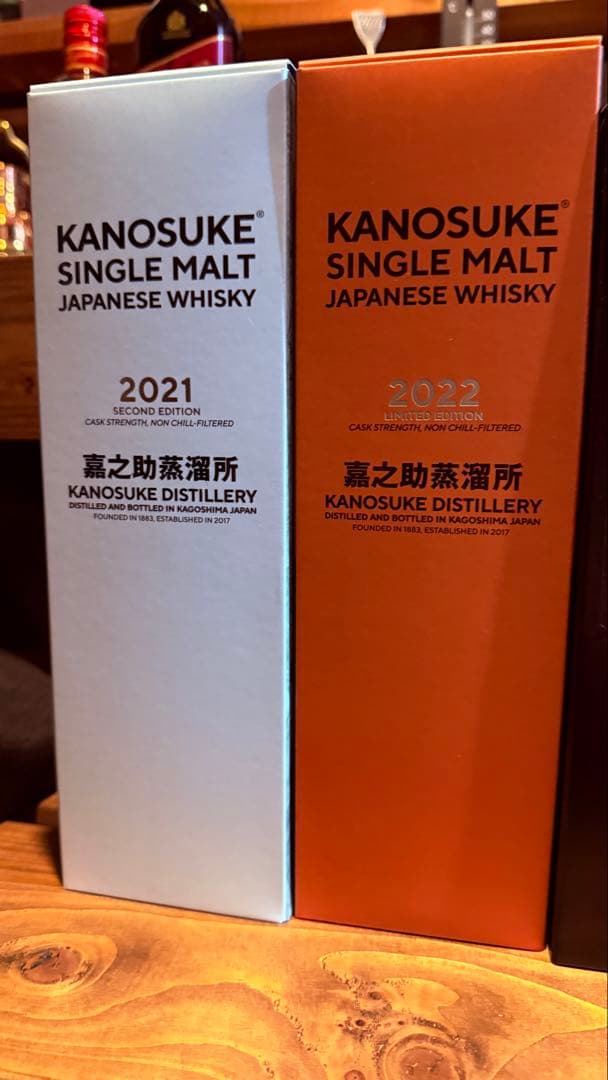 KANOSUKE®
SINGLE MALT
JAPANESE WHISKY
2021
SECOND EDITION
CASK STRENGTH, NON CHILL-FILTERED
嘉之助蒸溜所
KANOSUKE DISTILLERY
DISTILLED AND BOTTLED IN KAGOSHIMA JAPAN
FOUNDED IN 1883, ESTABLISHED IN 2017
KANOSUKE®
SINGLE MALT
JAPANESE WHISKY
2022
LIMITED EDITION
CASK STRENGTH, NON CHILL-FILTERED
嘉之助蒸溜所
KANOSUKE DISTILLERY
DISTILLED AND BOTTLED IN KAGOSHIMA JAPAN
FOUNDED IN 1883, ESTABLISHED IN 2017